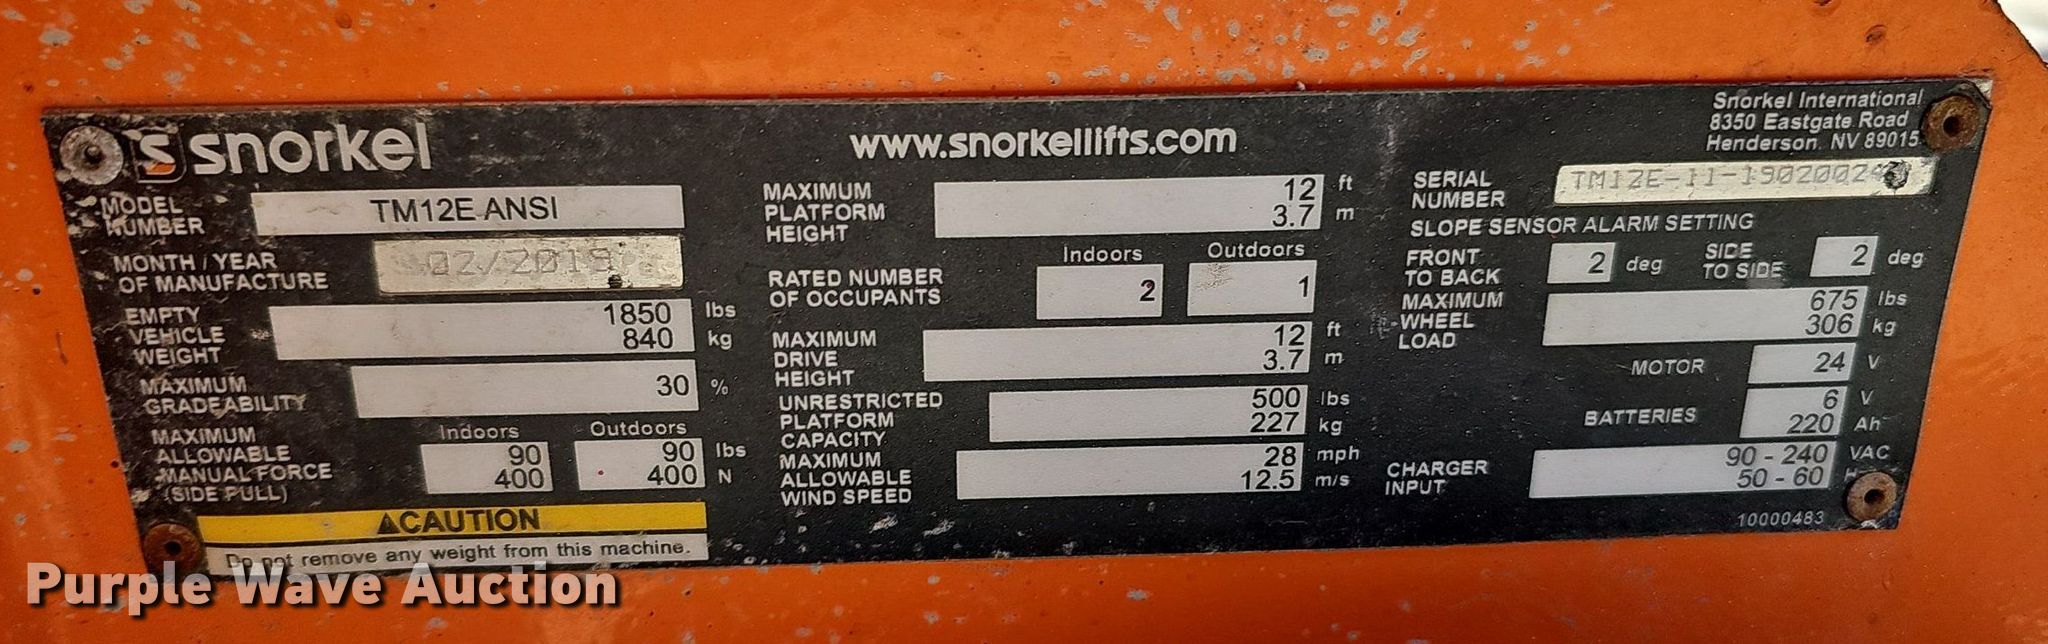 snorkel
www.snorkellifts.com
Snorkel International
8350 Eastgate Road
Henderson NV 89015
MODEL NUMBER
TM12E ANSI
MONTH / YEAR OF MANUFACTURE
02/2019
EMPTY VEHICLE WEIGHT
1850 lbs
840 kg
MAXIMUM GRADEABILITY
30 %
MAXIMUM ALLOWABLE MANUAL FORCE (SIDE PULL)
Indoors Outdoors
90 90 lbs
400 400 N
⚠CAUTION
Do not remove any weight from this machine.
MAXIMUM PLATFORM HEIGHT
12 ft
3.7 m
RATED NUMBER OF OCCUPANTS
Indoors Outdoors
2 1
MAXIMUM DRIVE HEIGHT
12 ft
3.7 m
UNRESTRICTED PLATFORM CAPACITY
500 lbs
227 kg
MAXIMUM ALLOWABLE WIND SPEED
28 mph
12.5 m/s
SERIAL NUMBER
SLOPE SENSOR ALARM SETTING
FRONT TO BACK
2 deg
SIDE TO SIDE
2 deg
MAXIMUM WHEEL LOAD
675 lbs
306 kg
MOTOR
24 V
BATTERIES
6 V
220 Ah
CHARGER INPUT
90 - 240 VAC
50 - 60
10000483
Purple Wave Auction